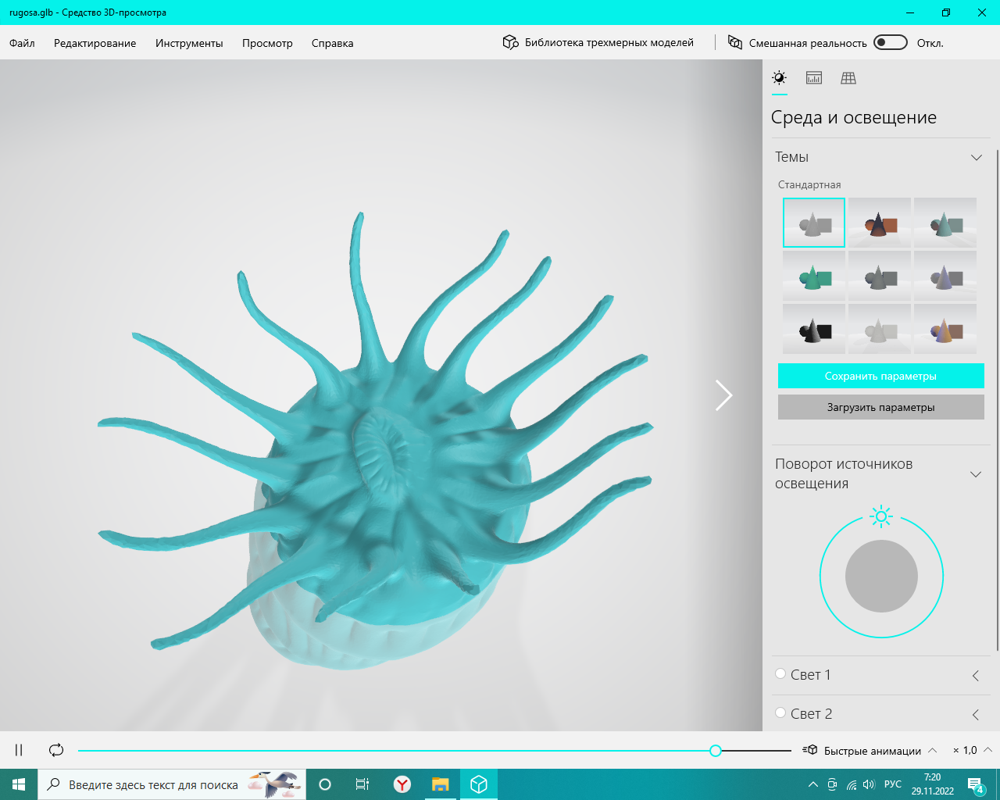 rugosa.glb - Средство 3D-просмотра
Файл Редактирование Инструменты Просмотр Справка Библиотека трехмерных моделей Смешанная реальность Откл.
Среда и освещение
Темы
Стандартная
Сохранить параметры
Загрузить параметры
Поворот источников
освещения
Свет 1
Свет 2
Быстрые анимации × 1,0
Введите здесь текст для поиска
РУС
7:20
29.11.2022
4